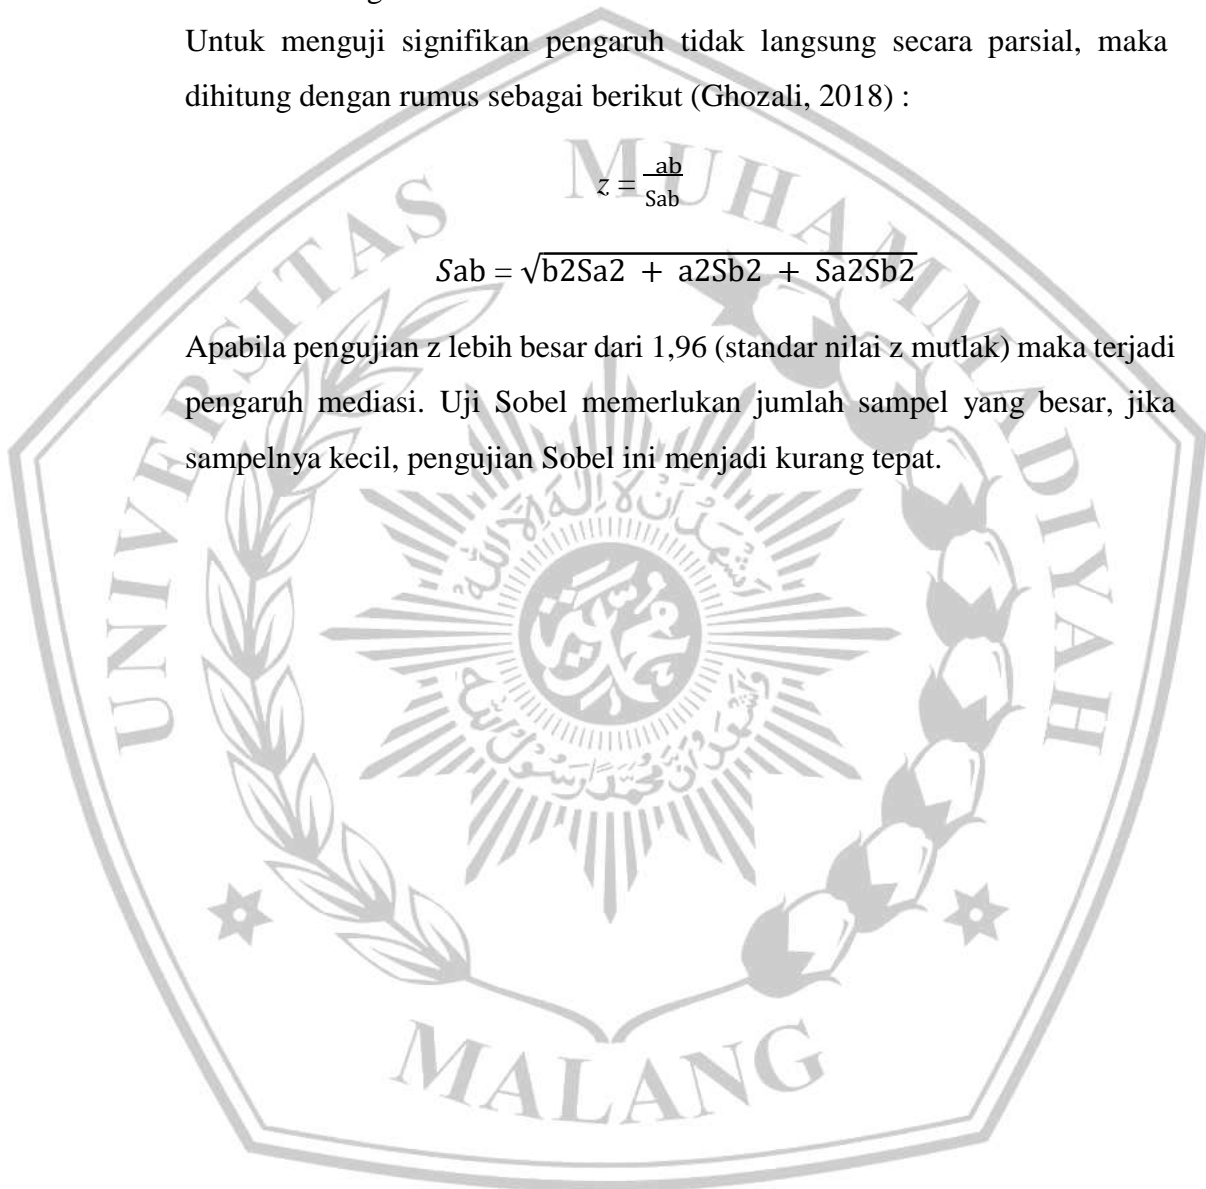 Untuk menguji signifikan pengaruh tidak langsung secara parsial, maka
dihitung dengan rumus sebagai berikut (Ghozali, 2018) :
z = ab
Sab
Sab = √b2Sa2 + a2Sb2 + Sa2Sb2
Apabila pengujian z lebih besar dari 1,96 (standar nilai z mutlak) maka terjadi
pengaruh mediasi. Uji Sobel memerlukan jumlah sampel yang besar, jika
sampelnya kecil, pengujian Sobel ini menjadi kurang tepat.
UNIVERSITAS MUHAMMADIYAH
MALANG